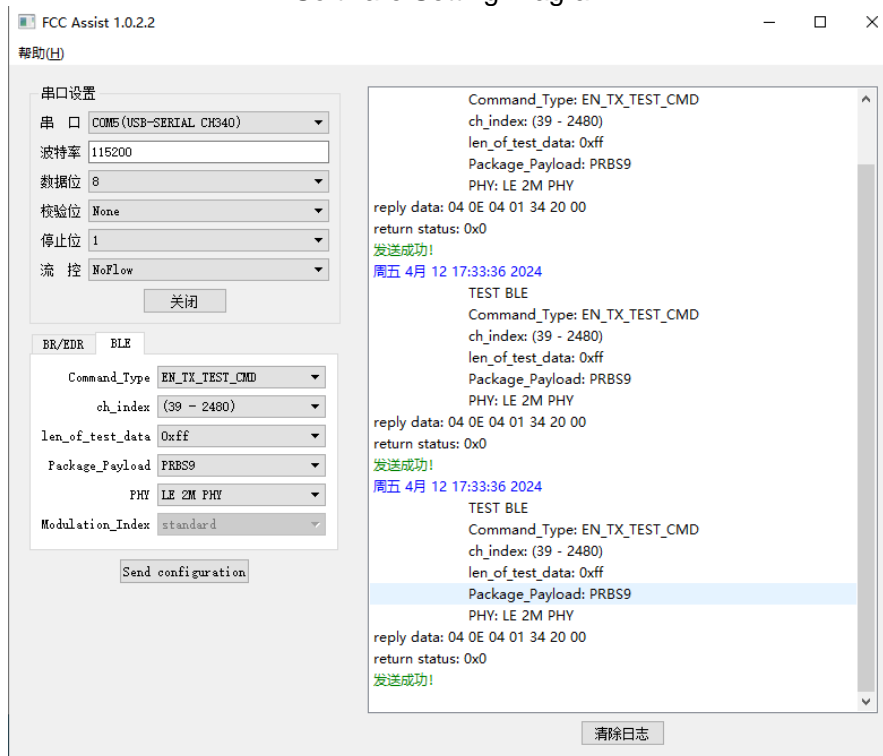 FCC Assist 1.0.2.2
帮助(H)
串口设置
串 口 COM5(USB-SERIAL CH340)
波特率 115200
数据位 8
校验位 None
停止位 1
流 控 NoFlow
关闭
BR/EDR BLE
Command_Type EN_TX_TEST_CMD
ch_index (39 - 2480)
len_of_test_data 0xff
Package_Payload PRBS9
PHY LE 2M PHY
Modulation_Index standard
Send configuration
Command_Type: EN_TX_TEST_CMD
ch_index: (39 - 2480)
len_of_test_data: 0xff
Package_Payload: PRBS9
PHY: LE 2M PHY
reply data: 04 0E 04 01 34 20 00
return status: 0x0
发送成功!
周五 4月 12 17:33:36 2024
TEST BLE
Command_Type: EN_TX_TEST_CMD
ch_index: (39 - 2480)
len_of_test_data: 0xff
Package_Payload: PRBS9
PHY: LE 2M PHY
reply data: 04 0E 04 01 34 20 00
return status: 0x0
发送成功!
周五 4月 12 17:33:36 2024
TEST BLE
Command_Type: EN_TX_TEST_CMD
ch_index: (39 - 2480)
len_of_test_data: 0xff
Package_Payload: PRBS9
PHY: LE 2M PHY
reply data: 04 0E 04 01 34 20 00
return status: 0x0
发送成功!
清除日志